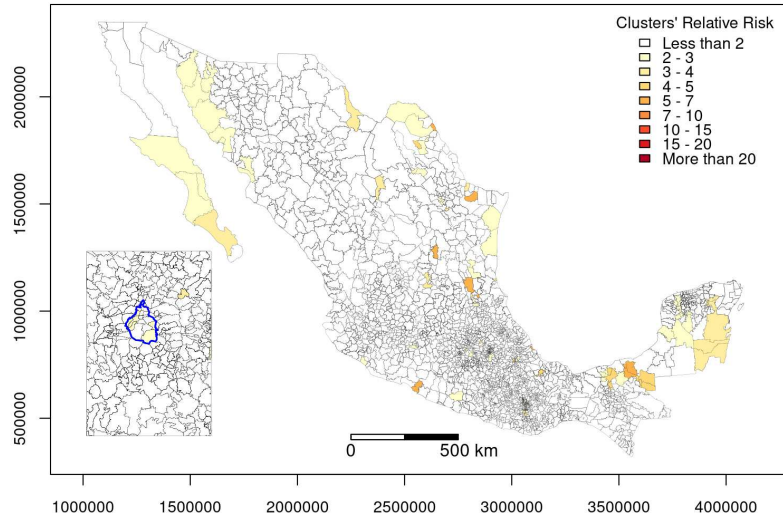 Clusters' Relative Risk
Less than 2
2 - 3
3 - 4
4 - 5
5 - 7
7 - 10
10 - 15
15 - 20
More than 20
2000000
1500000
1000000
500000
0 500 km
1000000 1500000 2000000 2500000 3000000 3500000 4000000